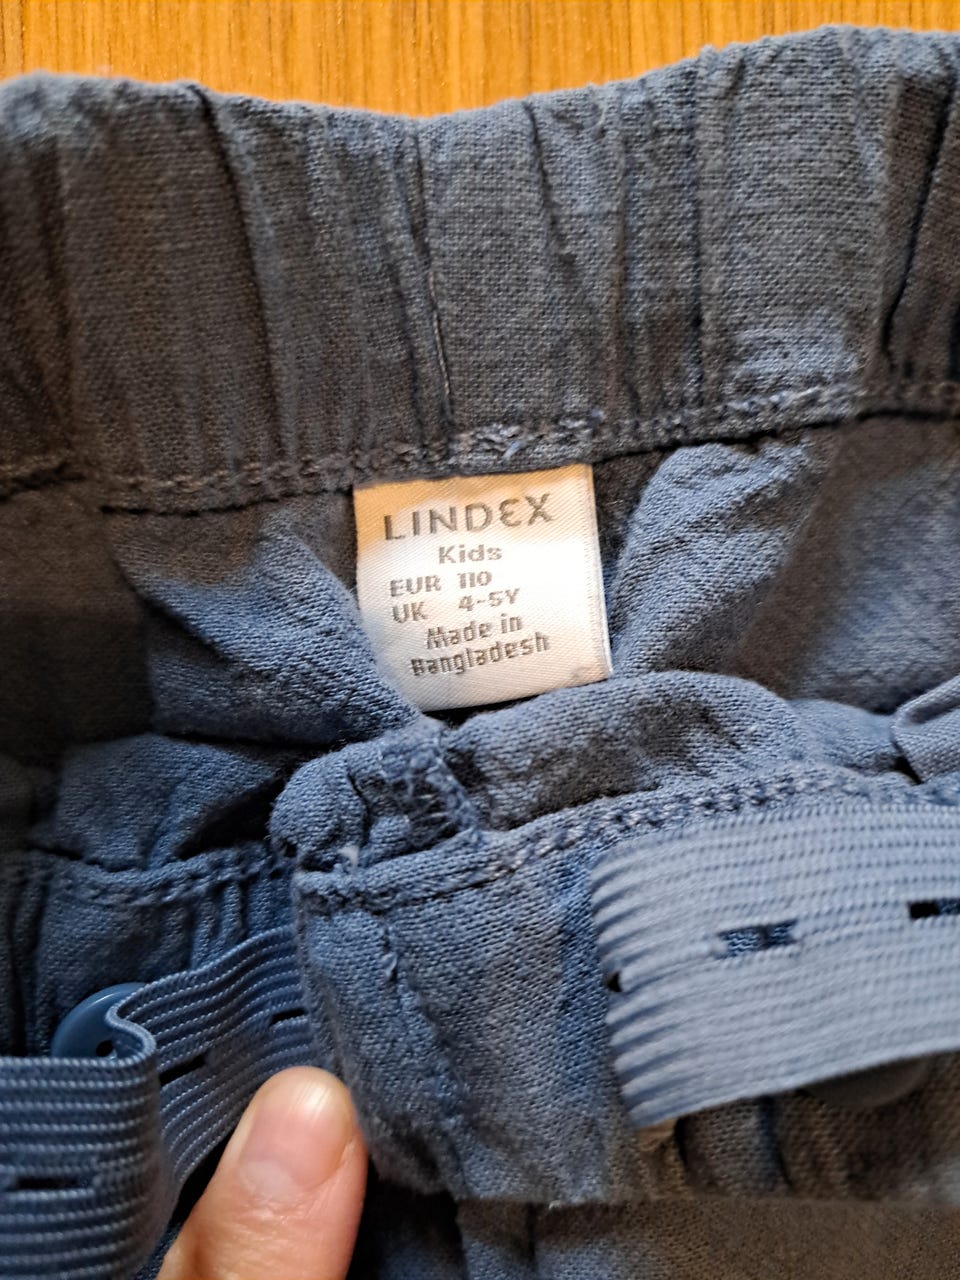 LINDEX
Kids
EUR 110
UK 4-5Y
Made in
Bangladesh